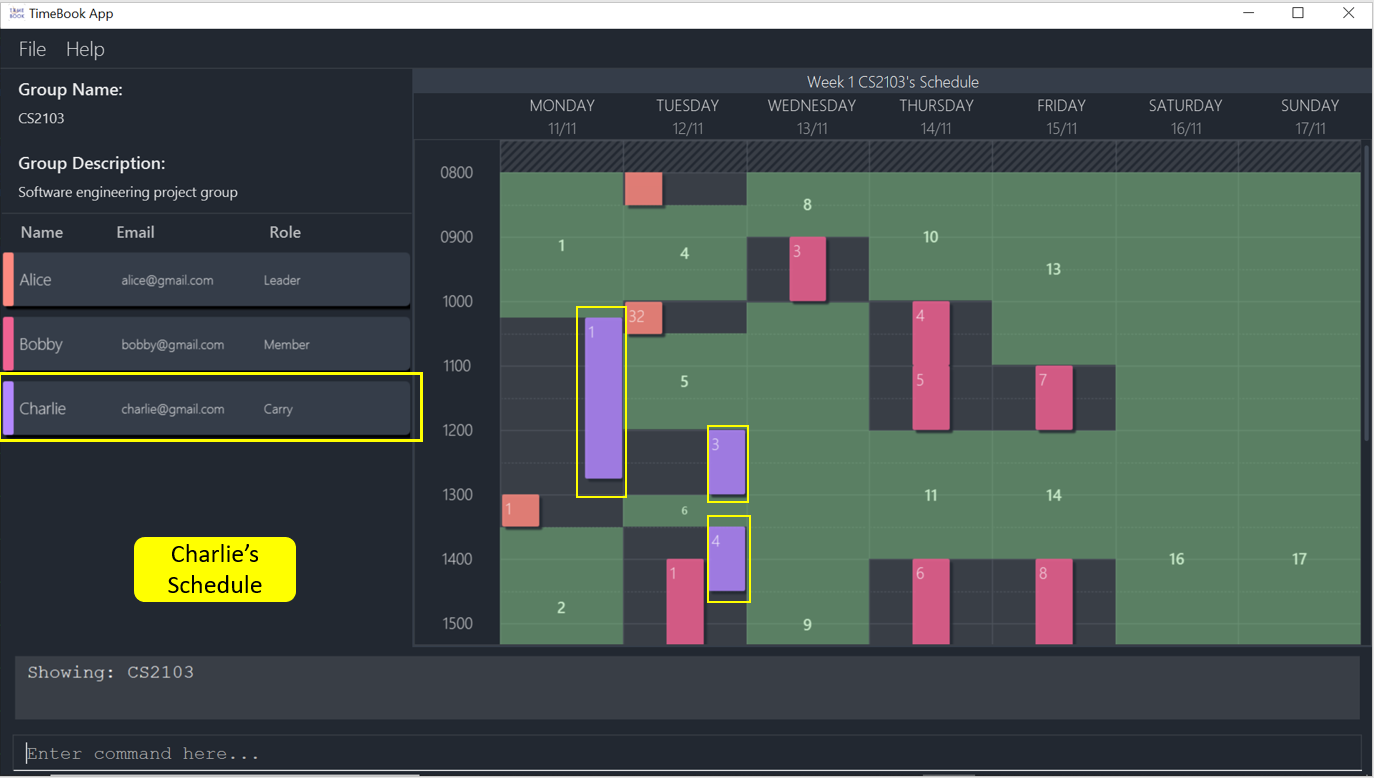 TimeBook App
File Help
Group Name:
CS2103
Group Description:
Software engineering project group
Name Email Role
Alice alice@gmail.com Leader
Bobby bobby@gmail.com Member
Charlie charlie@gmail.com Carry
Charlie's
Schedule
Week 1 CS2103's Schedule
MONDAY TUESDAY WEDNESDAY THURSDAY FRIDAY SATURDAY SUNDAY
11/11 12/11 13/11 14/11 15/11 16/11 17/11
0800
8
0900
1 4 3 10
13
1000
1 32 4
1100
5 5 7
1200
3
1300
1 6 11 14
4
1400
1 6 8 16 17
2
1500
9
Showing: CS2103
Enter command here...